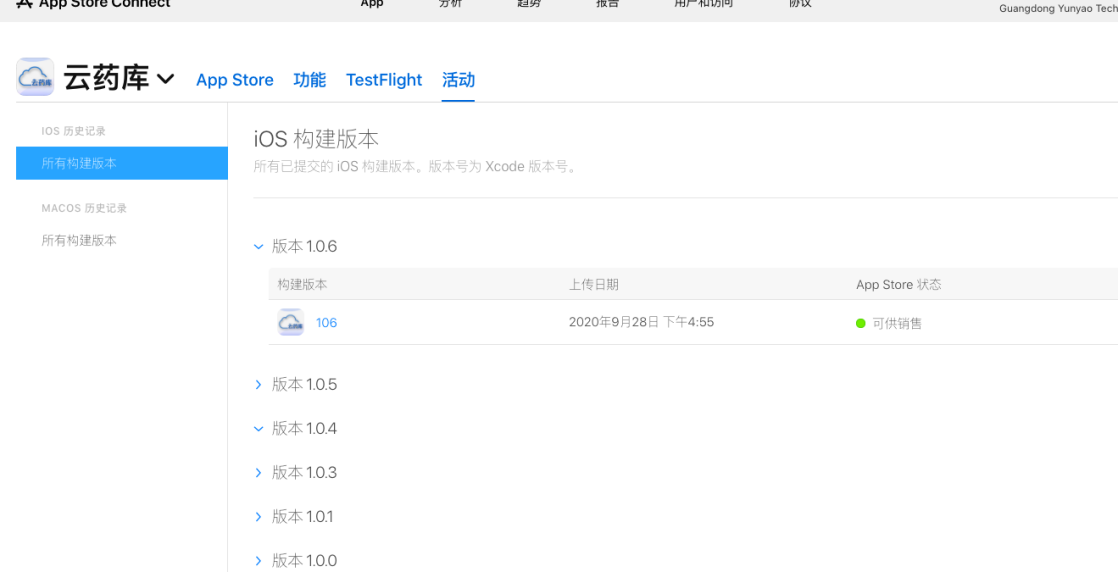 App Store Connect
App 分析 趋势 报告 用户和访问 协议
Guangdong Yunyao Tech
云药库 App Store 功能 TestFlight 活动
IOS 历史记录
所有构建版本
MACOS 历史记录
所有构建版本
iOS 构建版本
所有已提交的 iOS 构建版本。版本号为 Xcode 版本号。
版本 1.0.6
构建版本 上传日期 App Store 状态
106 2020年9月28日 下午4:55 可供销售
版本 1.0.5
版本 1.0.4
版本 1.0.3
版本 1.0.1
版本 1.0.0